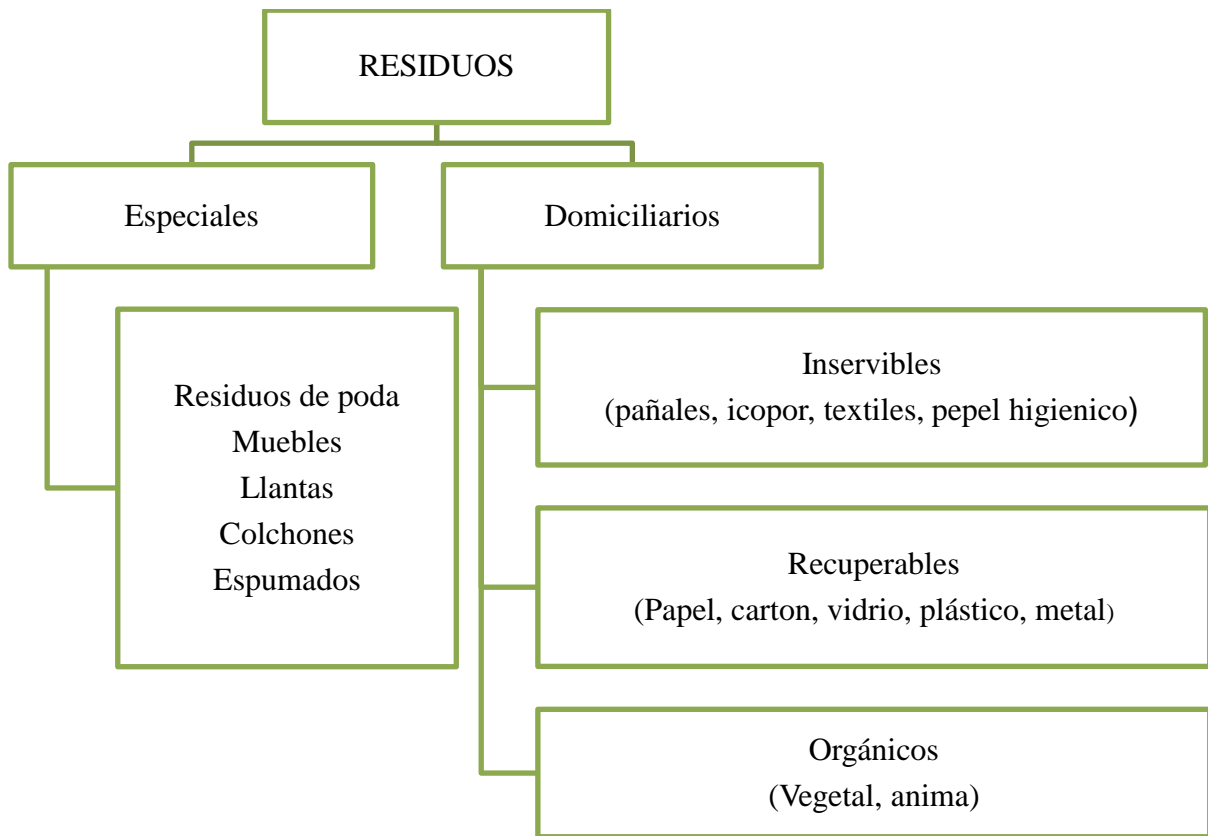 RESIDUOS
Especiales
Domiciliarios
Residuos de poda
Muebles
Llantas
Colchones
Espumados
Inservibles
(pañales, icopor, textiles, pepel higienico)
Recuperables
(Papel, carton, vidrio, plástico, metal)
Orgánicos
(Vegetal, anima)